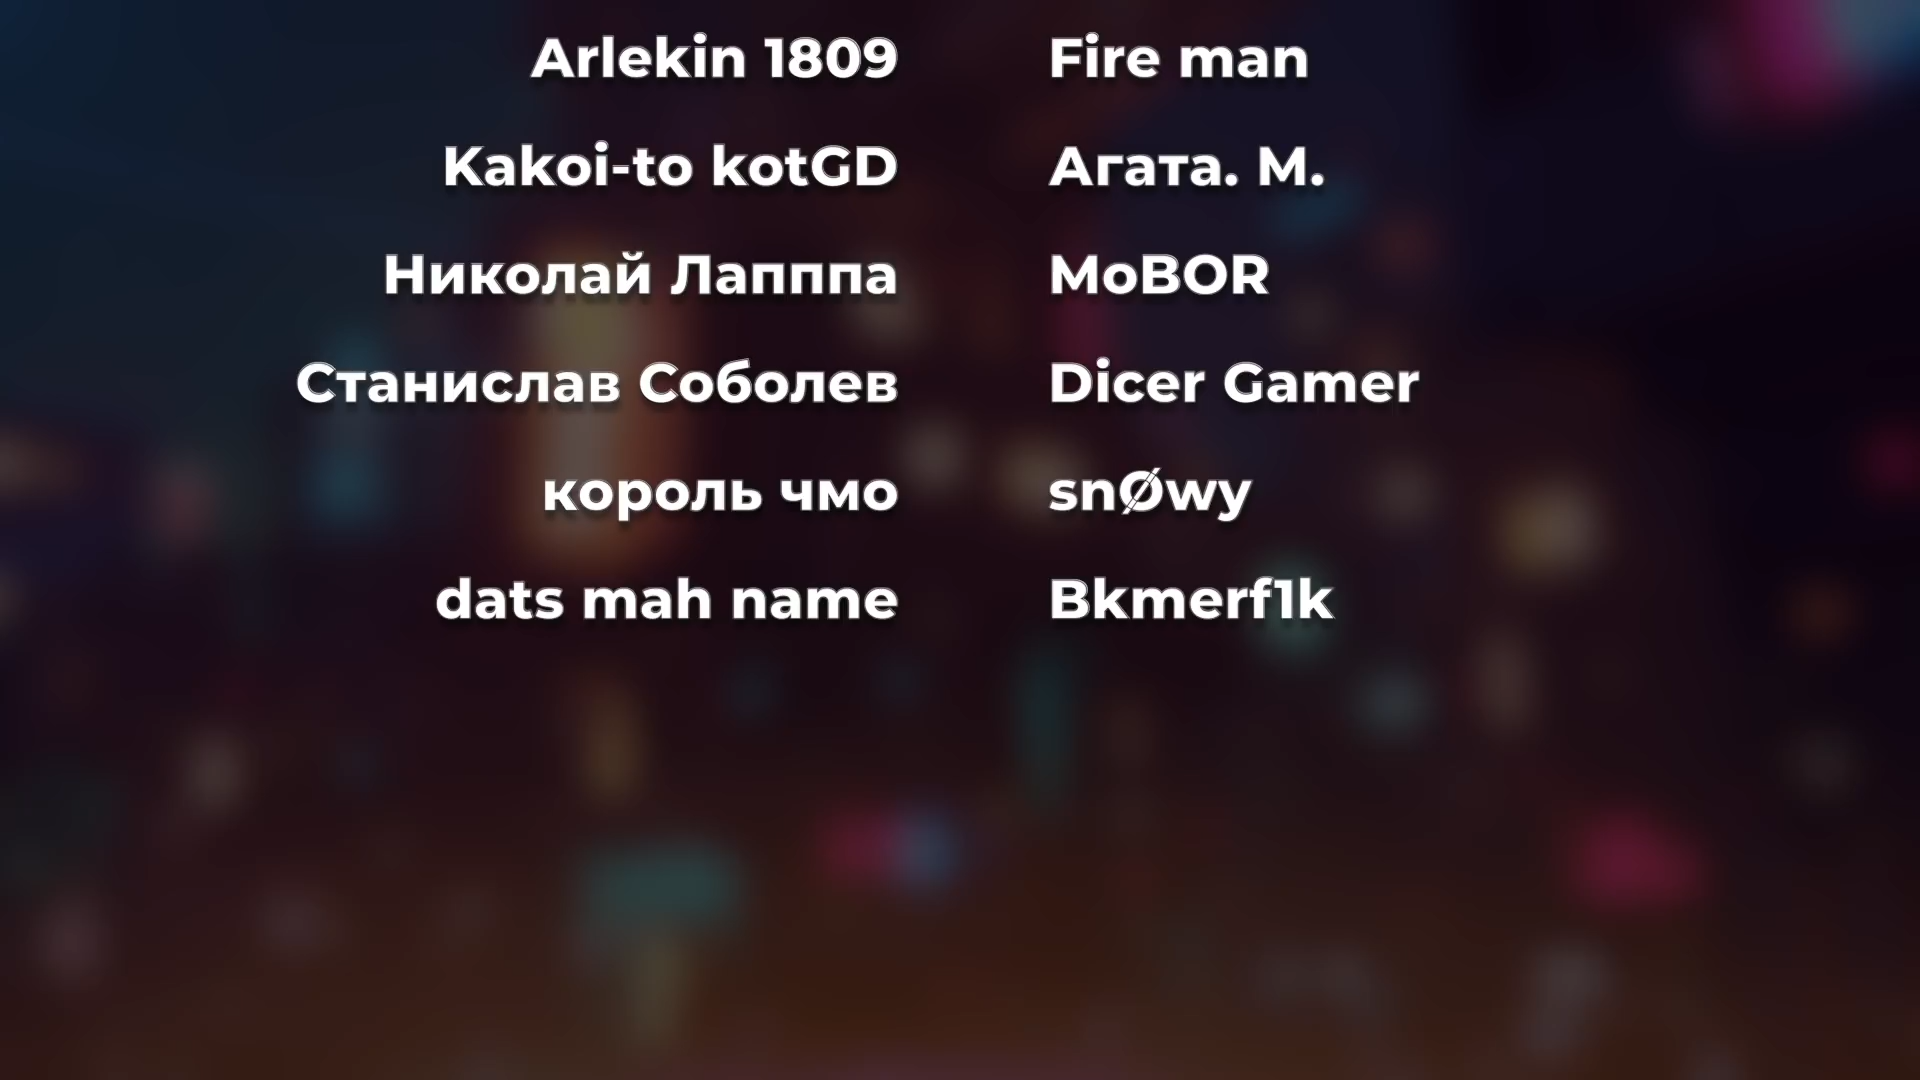 Arlekin 1809 Fire man
Kakoi-to kotGD Агата. М.
Николай Лапппа MoBOR
Станислав Соболев Dicer Gamer
король чмо snØwy
dats mah name Bkmerf1k